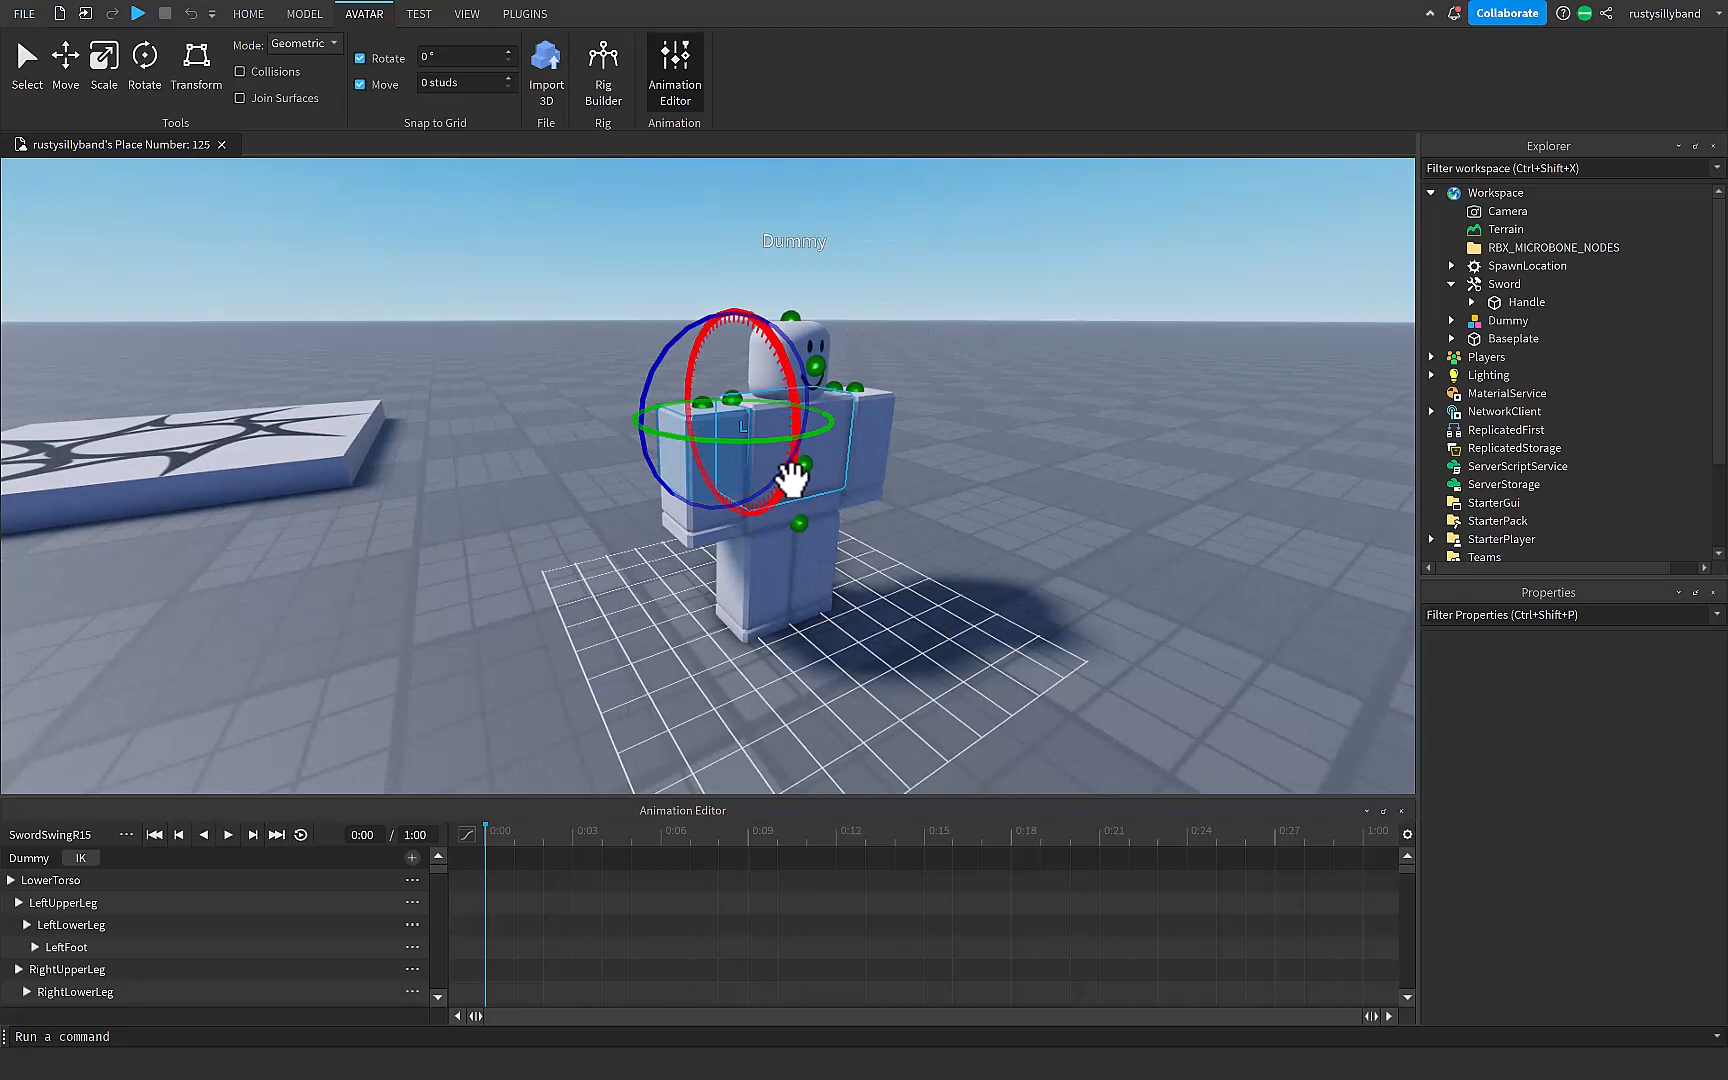 FILE HOME MODEL AVATAR TEST VIEW PLUGINS Collaborate rustysillyband
Select Move Scale Rotate Transform
Mode: Geometric
Collisions
Join Surfaces
Tools
Rotate 0 °
Move 0 studs
Snap to Grid
Import 3D
File
Rig Builder
Rig
Animation Editor
Animation
rustysillyband's Place Number: 125
Dummy
L
Explorer
Filter workspace (Ctrl+Shift+X)
Workspace
Camera
Terrain
RBX_MICROBONE_NODES
SpawnLocation
Sword
Handle
Dummy
Baseplate
Players
Lighting
MaterialService
NetworkClient
ReplicatedFirst
ReplicatedStorage
ServerScriptService
ServerStorage
StarterGui
StarterPack
StarterPlayer
Teams
Properties
Filter Properties (Ctrl+Shift+P)
Animation Editor
SwordSwingR15 0:00 / 1:00 0:00 0:03 0:06 0:09 0:12 0:15 0:18 0:21 0:24 0:27 1:00
Dummy IK
LowerTorso
LeftUpperLeg
LeftLowerLeg
LeftFoot
RightUpperLeg
RightLowerLeg
Run a command